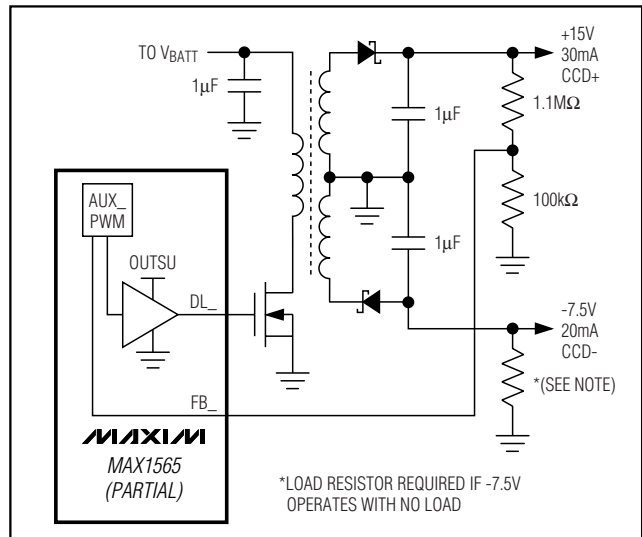 TO VBATT
1µF
+15V
30mA
CCD+
1.1MΩ
1µF
AUX_
PWM
OUTSU
DL_
100kΩ
1µF
-7.5V
20mA
CCD-
*(SEE NOTE)
FB_
MAXIM
MAX1565
(PARTIAL)
*LOAD RESISTOR REQUIRED IF -7.5V
OPERATES WITH NO LOAD